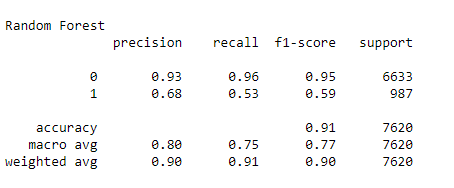 Random Forest
precision recall f1-score support
0 0.93 0.96 0.95 6633
1 0.68 0.53 0.59 987
accuracy 0.91 7620
macro avg 0.80 0.75 0.77 7620
weighted avg 0.90 0.91 0.90 7620